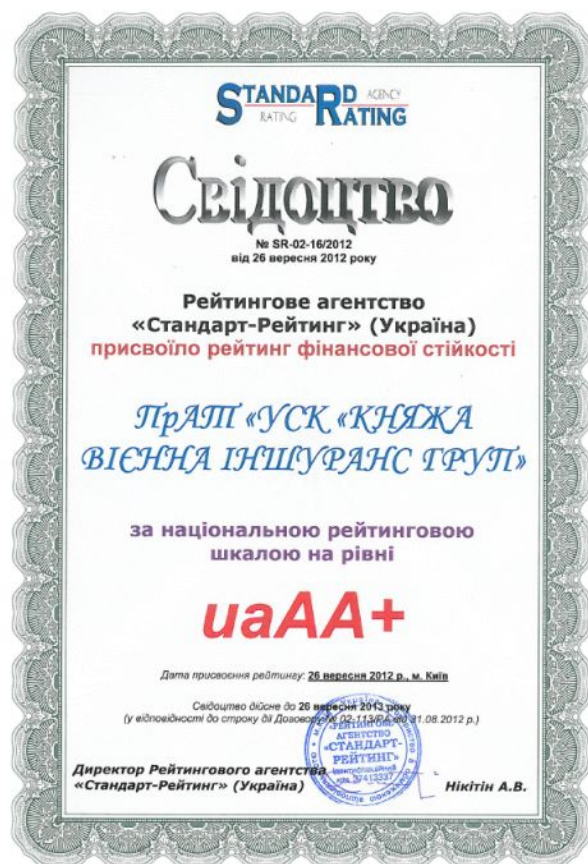 STANDARD AGENCY
RATING RATING
Свідоцтво
№ SR-02-16/2012
від 26 вересня 2012 року
Рейтингове агентство
«Стандарт-Рейтинг» (Україна)
присвоїло рейтинг фінансової стійкості
ПрАТ «УСК «КНЯЖА
ВІЄННА ІНШУРАНС ГРУП»
за національною рейтинговою
шкалою на рівні
uaAA+
Дата присвоєння рейтингу: 26 вересня 2012 р., м. Київ
Свідоцтво дійсне до 26 вересня 2013 року
(у відповідності до строку дії Договору № 02-113/РА від 31.08.2012 р.)
«РЕЙТИНГОВЕ
АГЕНТСТВО
«СТАНДАРТ-
РЕЙТИНГ»
Директор Рейтингового агентства
«Стандарт-Рейтинг» (Україна) Нікітін А.В.